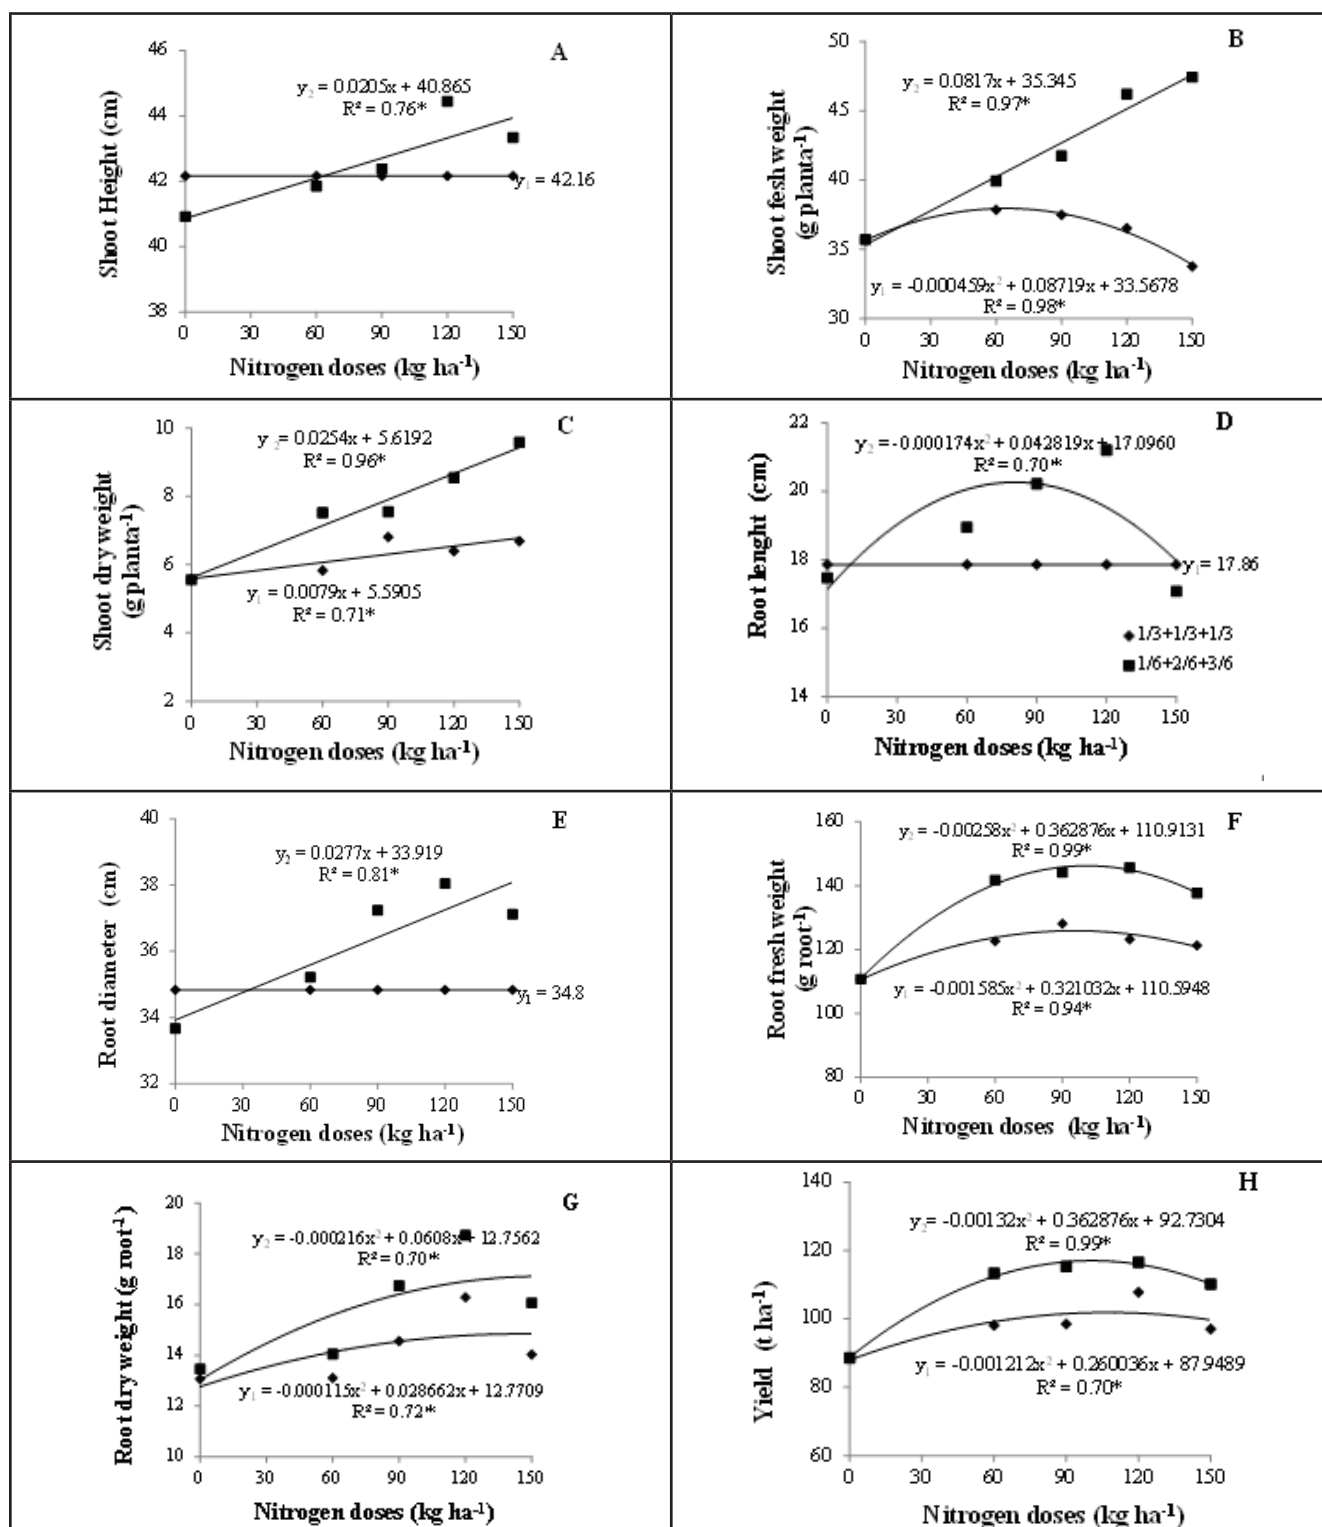 A
46
44
42
40
38
Shoot Height (cm)
y₂ = 0.0205x + 40.865
R² = 0.76*
y₁ = 42.16
0 30 60 90 120 150
Nitrogen doses (kg ha⁻¹)
B
50
45
40
35
30
Shoot fesh weight
(g planta⁻¹)
y₂ = 0.0817x + 35.345
R² = 0.97*
y₁ = -0.000459x² + 0.08719x + 33.5678
R² = 0.98*
0 30 60 90 120 150
Nitrogen doses (kg ha⁻¹)
C
10
8
6
4
2
Shoot dry weight
(g planta⁻¹)
y₂ = 0.0254x + 5.6192
R² = 0.96*
y₁ = 0.0079x + 5.5905
R² = 0.71*
0 30 60 90 120 150
Nitrogen doses (kg ha⁻¹)
D
22
20
18
16
14
Root lenght (cm)
y₂ = -0.000174x² + 0.042819x + 17.0960
R² = 0.70*
y₁ = 17.86
1/3+1/3+1/3
1/6+2/6+3/6
0 30 60 90 120 150
Nitrogen doses (kg ha⁻¹)
E
40
38
36
34
32
Root diameter (cm)
y₂ = 0.0277x + 33.919
R² = 0.81*
y₁ = 34.8
0 30 60 90 120 150
Nitrogen doses (kg ha⁻¹)
F
160
140
120
100
80
Root fresh weight
(g root⁻¹)
y₂ = -0.00258x² + 0.362876x + 110.9131
R² = 0.99*
y₁ = -0.001585x² + 0.321032x + 110.5948
R² = 0.94*
0 30 60 90 120 150
Nitrogen doses (kg ha⁻¹)
G
20
18
16
14
12
10
Root dry weight (g root⁻¹)
y₂ = -0.000216x² + 0.0608x + 12.7562
R² = 0.70*
y₁ = -0.000115x² + 0.028662x + 12.7709
R² = 0.72*
0 30 60 90 120 150
Nitrogen doses (kg ha⁻¹)
H
140
120
100
80
60
Yield (t ha⁻¹)
y₂= -0.00132x² + 0.362876x + 92.7304
R² = 0.99*
y₁ = -0.001212x² + 0.260036x + 87.9489
R² = 0.70*
0 30 60 90 120 150
Nitrogen doses (kg ha⁻¹)